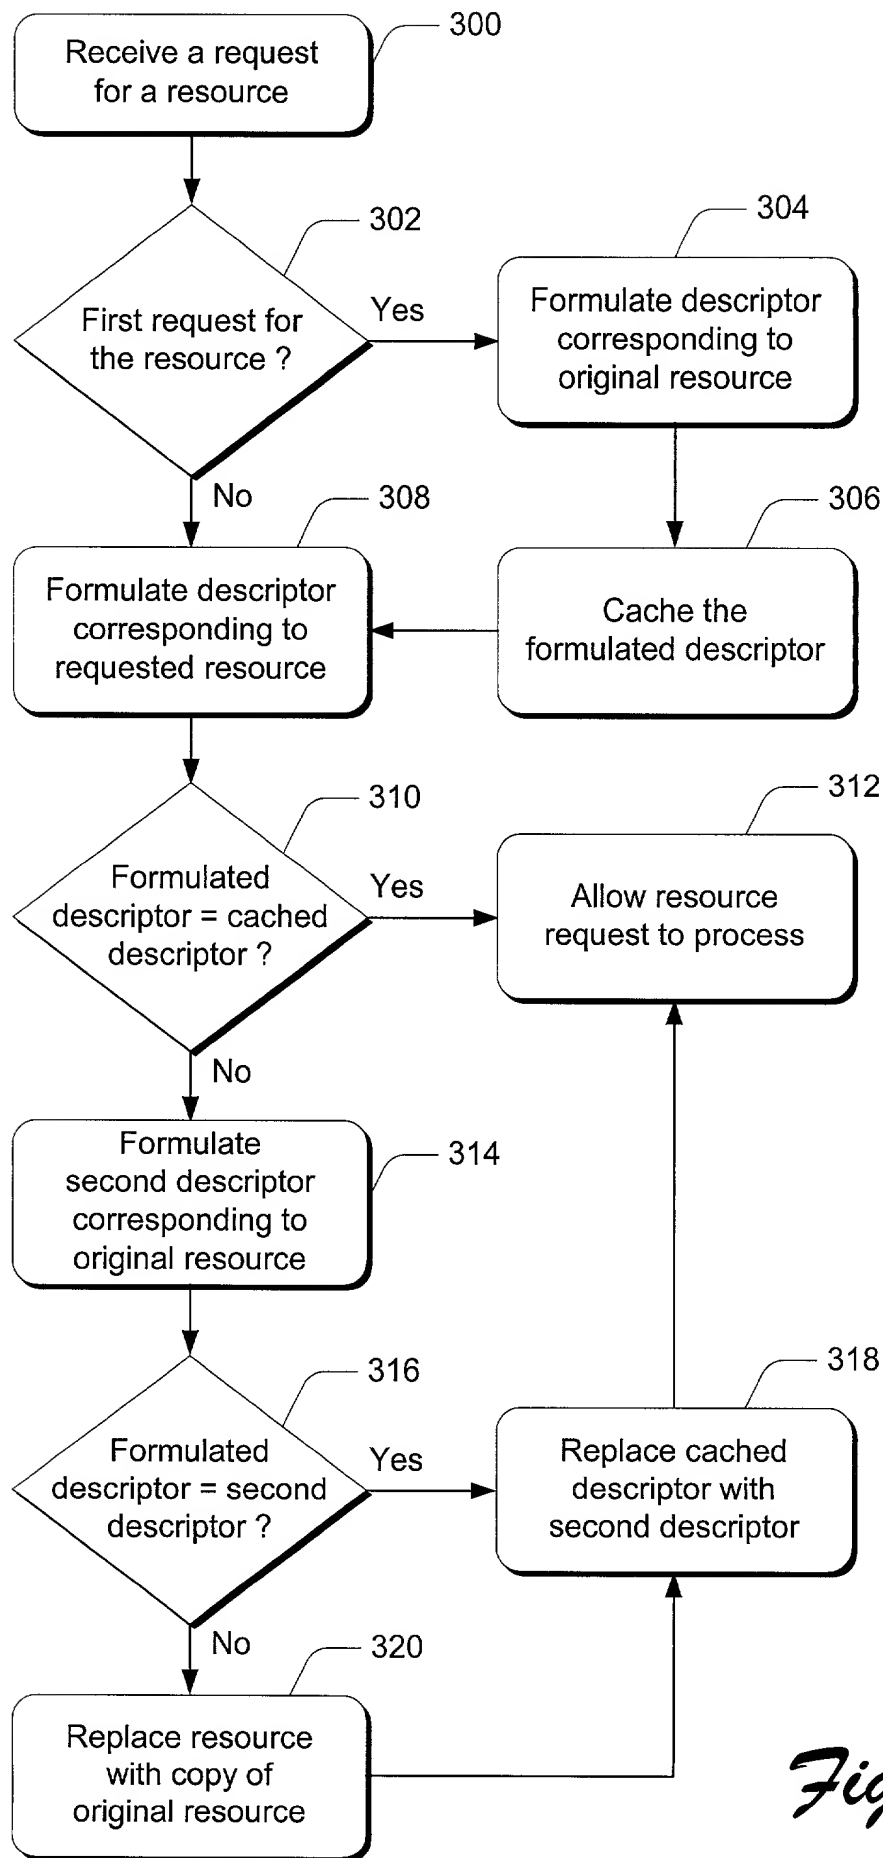 Receive a request
for a resource
300
302
First request for
the resource ?
Yes
304
Formulate descriptor
corresponding to
original resource
No
308
306
Formulate descriptor
corresponding to
requested resource
Cache the
formulated descriptor
310
Formulated
descriptor = cached
descriptor ?
Yes
312
Allow resource
request to process
No
Formulate
second descriptor
corresponding to
original resource
314
316
Formulated
descriptor = second
descriptor ?
Yes
318
Replace cached
descriptor with
second descriptor
No
320
Replace resource
with copy of
original resource
Fig